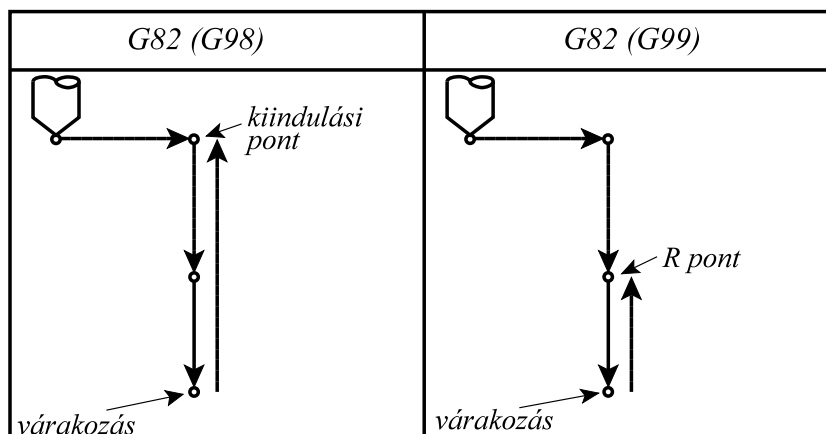 G82 (G98)
G82 (G99)
kiindulási
pont
várakozás
R pont
várakozás